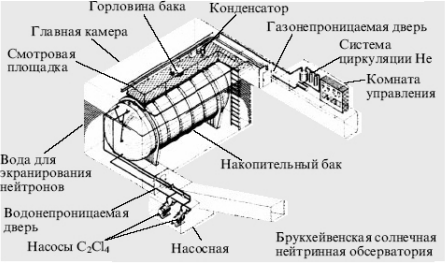 Горловина бака
Конденсатор
Главная камера
Газонепроницаемая дверь
Смотровая
площадка
Система
циркуляции He
Комната
управления
Вода для
экранирования
нейтронов
Накопительный бак
Водонепроницаемая
дверь
Насосы C₂Cl₄
Насосная
Брукхейвенская солнечная
нейтринная обсерватория